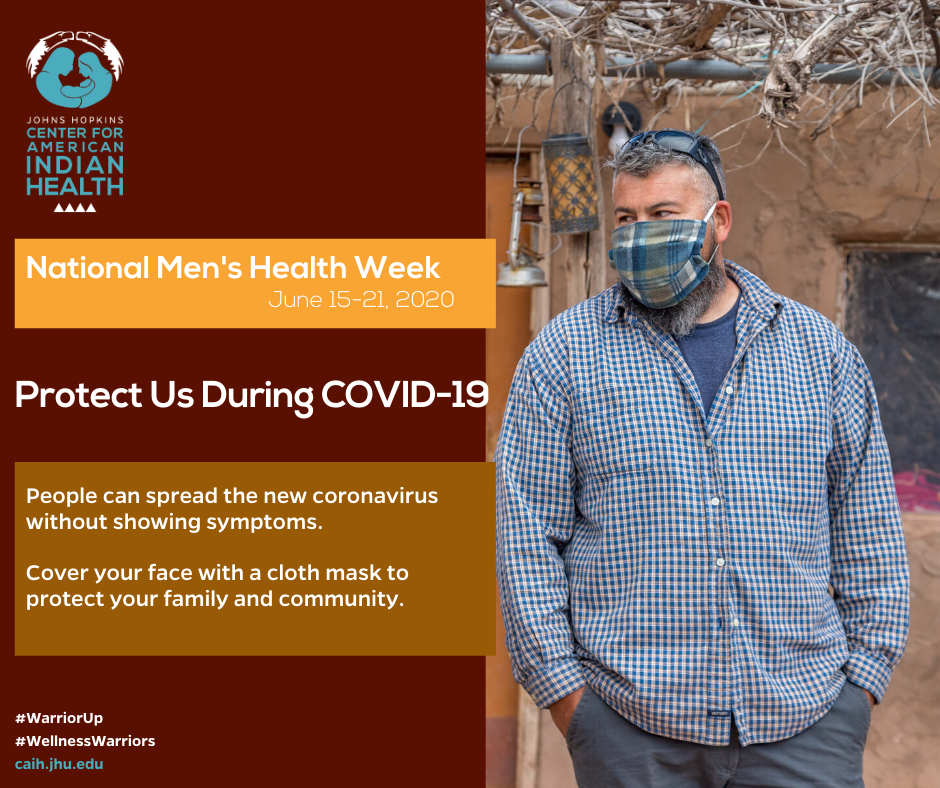 JOHNS HOPKINS
CENTER FOR
AMERICAN
INDIAN
HEALTH
National Men's Health Week
June 15-21, 2020
Protect Us During COVID-19
People can spread the new coronavirus
without showing symptoms.
Cover your face with a cloth mask to
protect your family and community.
#WarriorUp
#WellnessWarriors
caih.jhu.edu